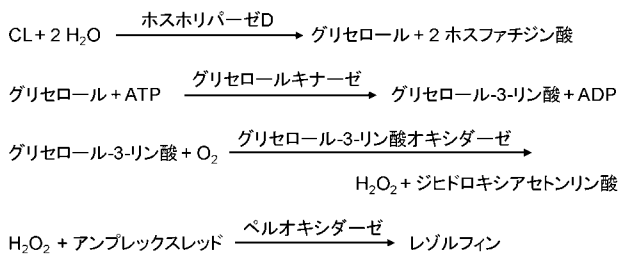 ホスホリパーゼD
CL + 2 H₂O → グリセロール + 2 ホスファチジン酸
グリセロールキナーゼ
グリセロール + ATP → グリセロール-3-リン酸 + ADP
グリセロール-3-リン酸オキシダーゼ
グリセロール-3-リン酸 + O₂ →
H₂O₂ + ジヒドロキシアセトンリン酸
ペルオキシダーゼ
H₂O₂ + アンプレックスレッド → レゾルフィン